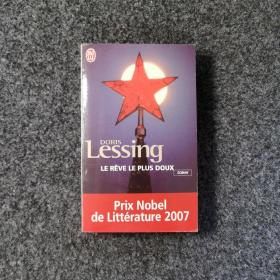 DORIS
Lessing
LE RÊVE LE PLUS DOUX
ROMAN
Prix Nobel
de Littérature 2007